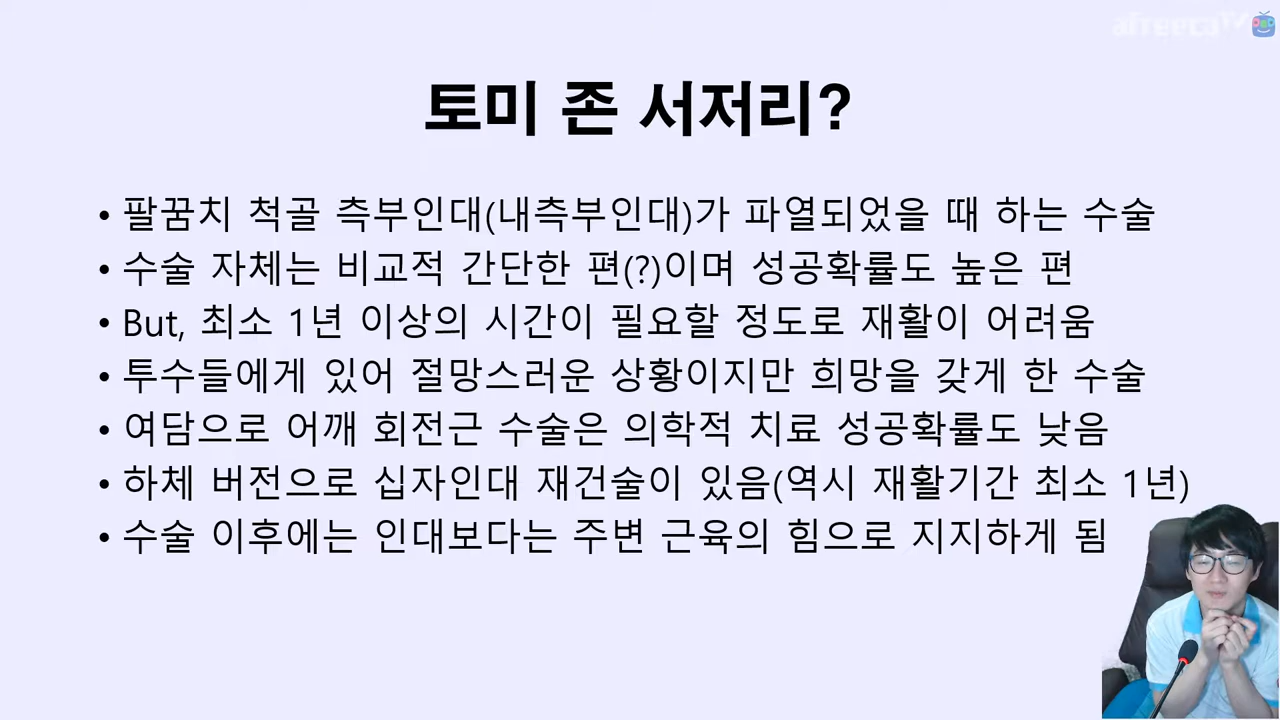 afreecaTV
토미 존 서저리?
• 팔꿈치 척골 측부인대(내측부인대)가 파열되었을 때 하는 수술
• 수술 자체는 비교적 간단한 편(?)이며 성공확률도 높은 편
• But, 최소 1년 이상의 시간이 필요할 정도로 재활이 어려움
• 투수들에게 있어 절망스러운 상황이지만 희망을 갖게 한 수술
• 여담으로 어깨 회전근 수술은 의학적 치료 성공확률도 낮음
• 하체 버전으로 십자인대 재건술이 있음(역시 재활기간 최소 1년)
• 수술 이후에는 인대보다는 주변 근육의 힘으로 지지하게 됨